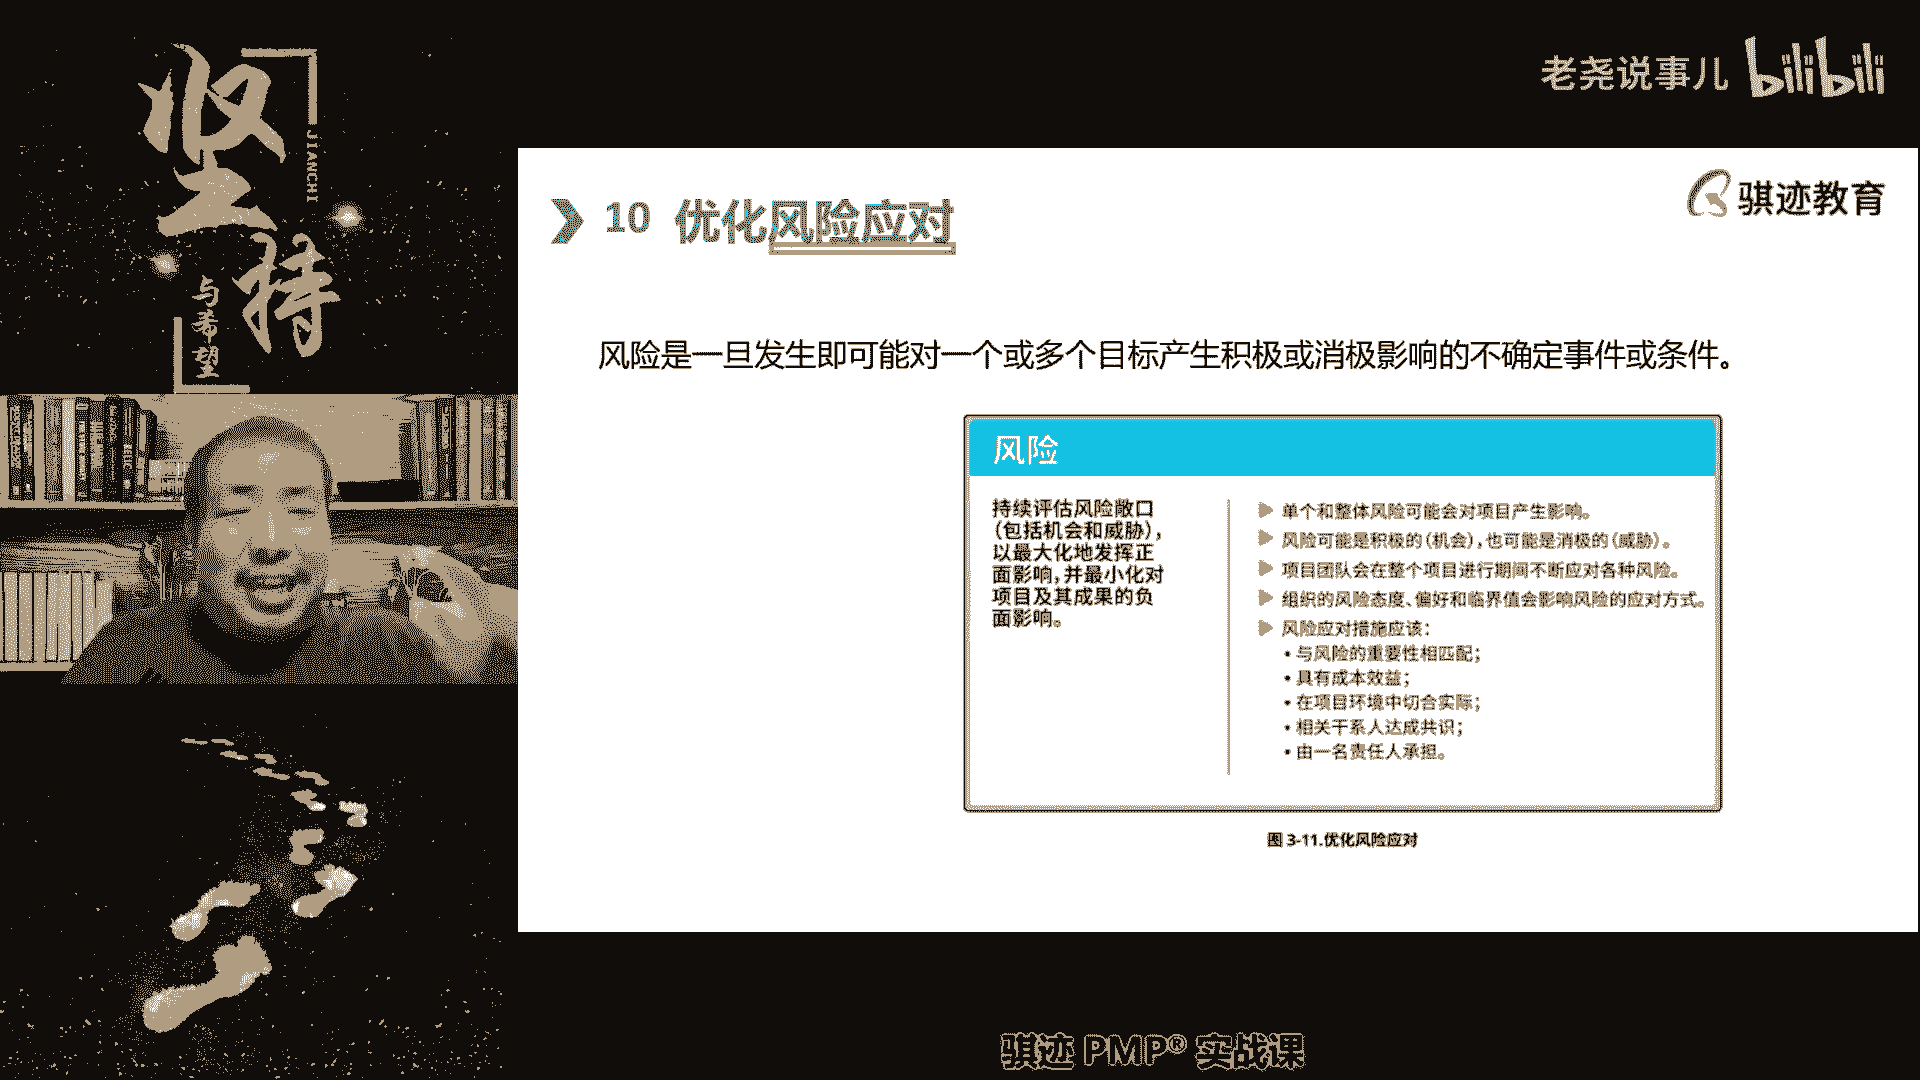 坚持
JIANCHI
与希望
老尧说事儿 bilibili
骐迹教育
10 优化风险应对
风险是一旦发生即可能对一个或多个目标产生积极或消极影响的不确定事件或条件。
风险
持续评估风险敞口
(包括机会和威胁),
以最大化地发挥正
面影响,并最小化对
项目及其成果的负
面影响。
单个和整体风险可能会对项目产生影响。
风险可能是积极的(机会),也可能是消极的(威胁)。
项目团队会在整个项目进行期间不断应对各种风险。
组织的风险态度、偏好和临界值会影响风险的应对方式。
风险应对措施应该:
• 与风险的重要性相匹配;
• 具有成本效益;
• 在项目环境中切合实际;
• 相关干系人达成共识;
• 由一名责任人承担。
图 3-11.优化风险应对
骐迹 PMP® 实战课